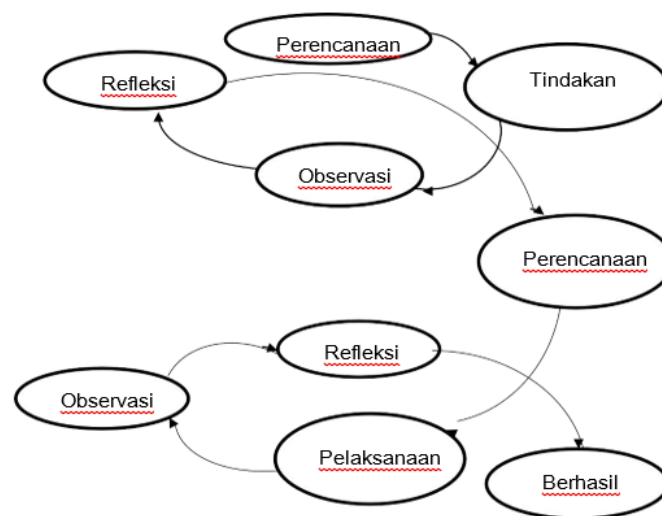 Perencanaan
Tindakan
Refleksi
Observasi
Perencanaan
Refleksi
Observasi
Pelaksanaan
Berhasil